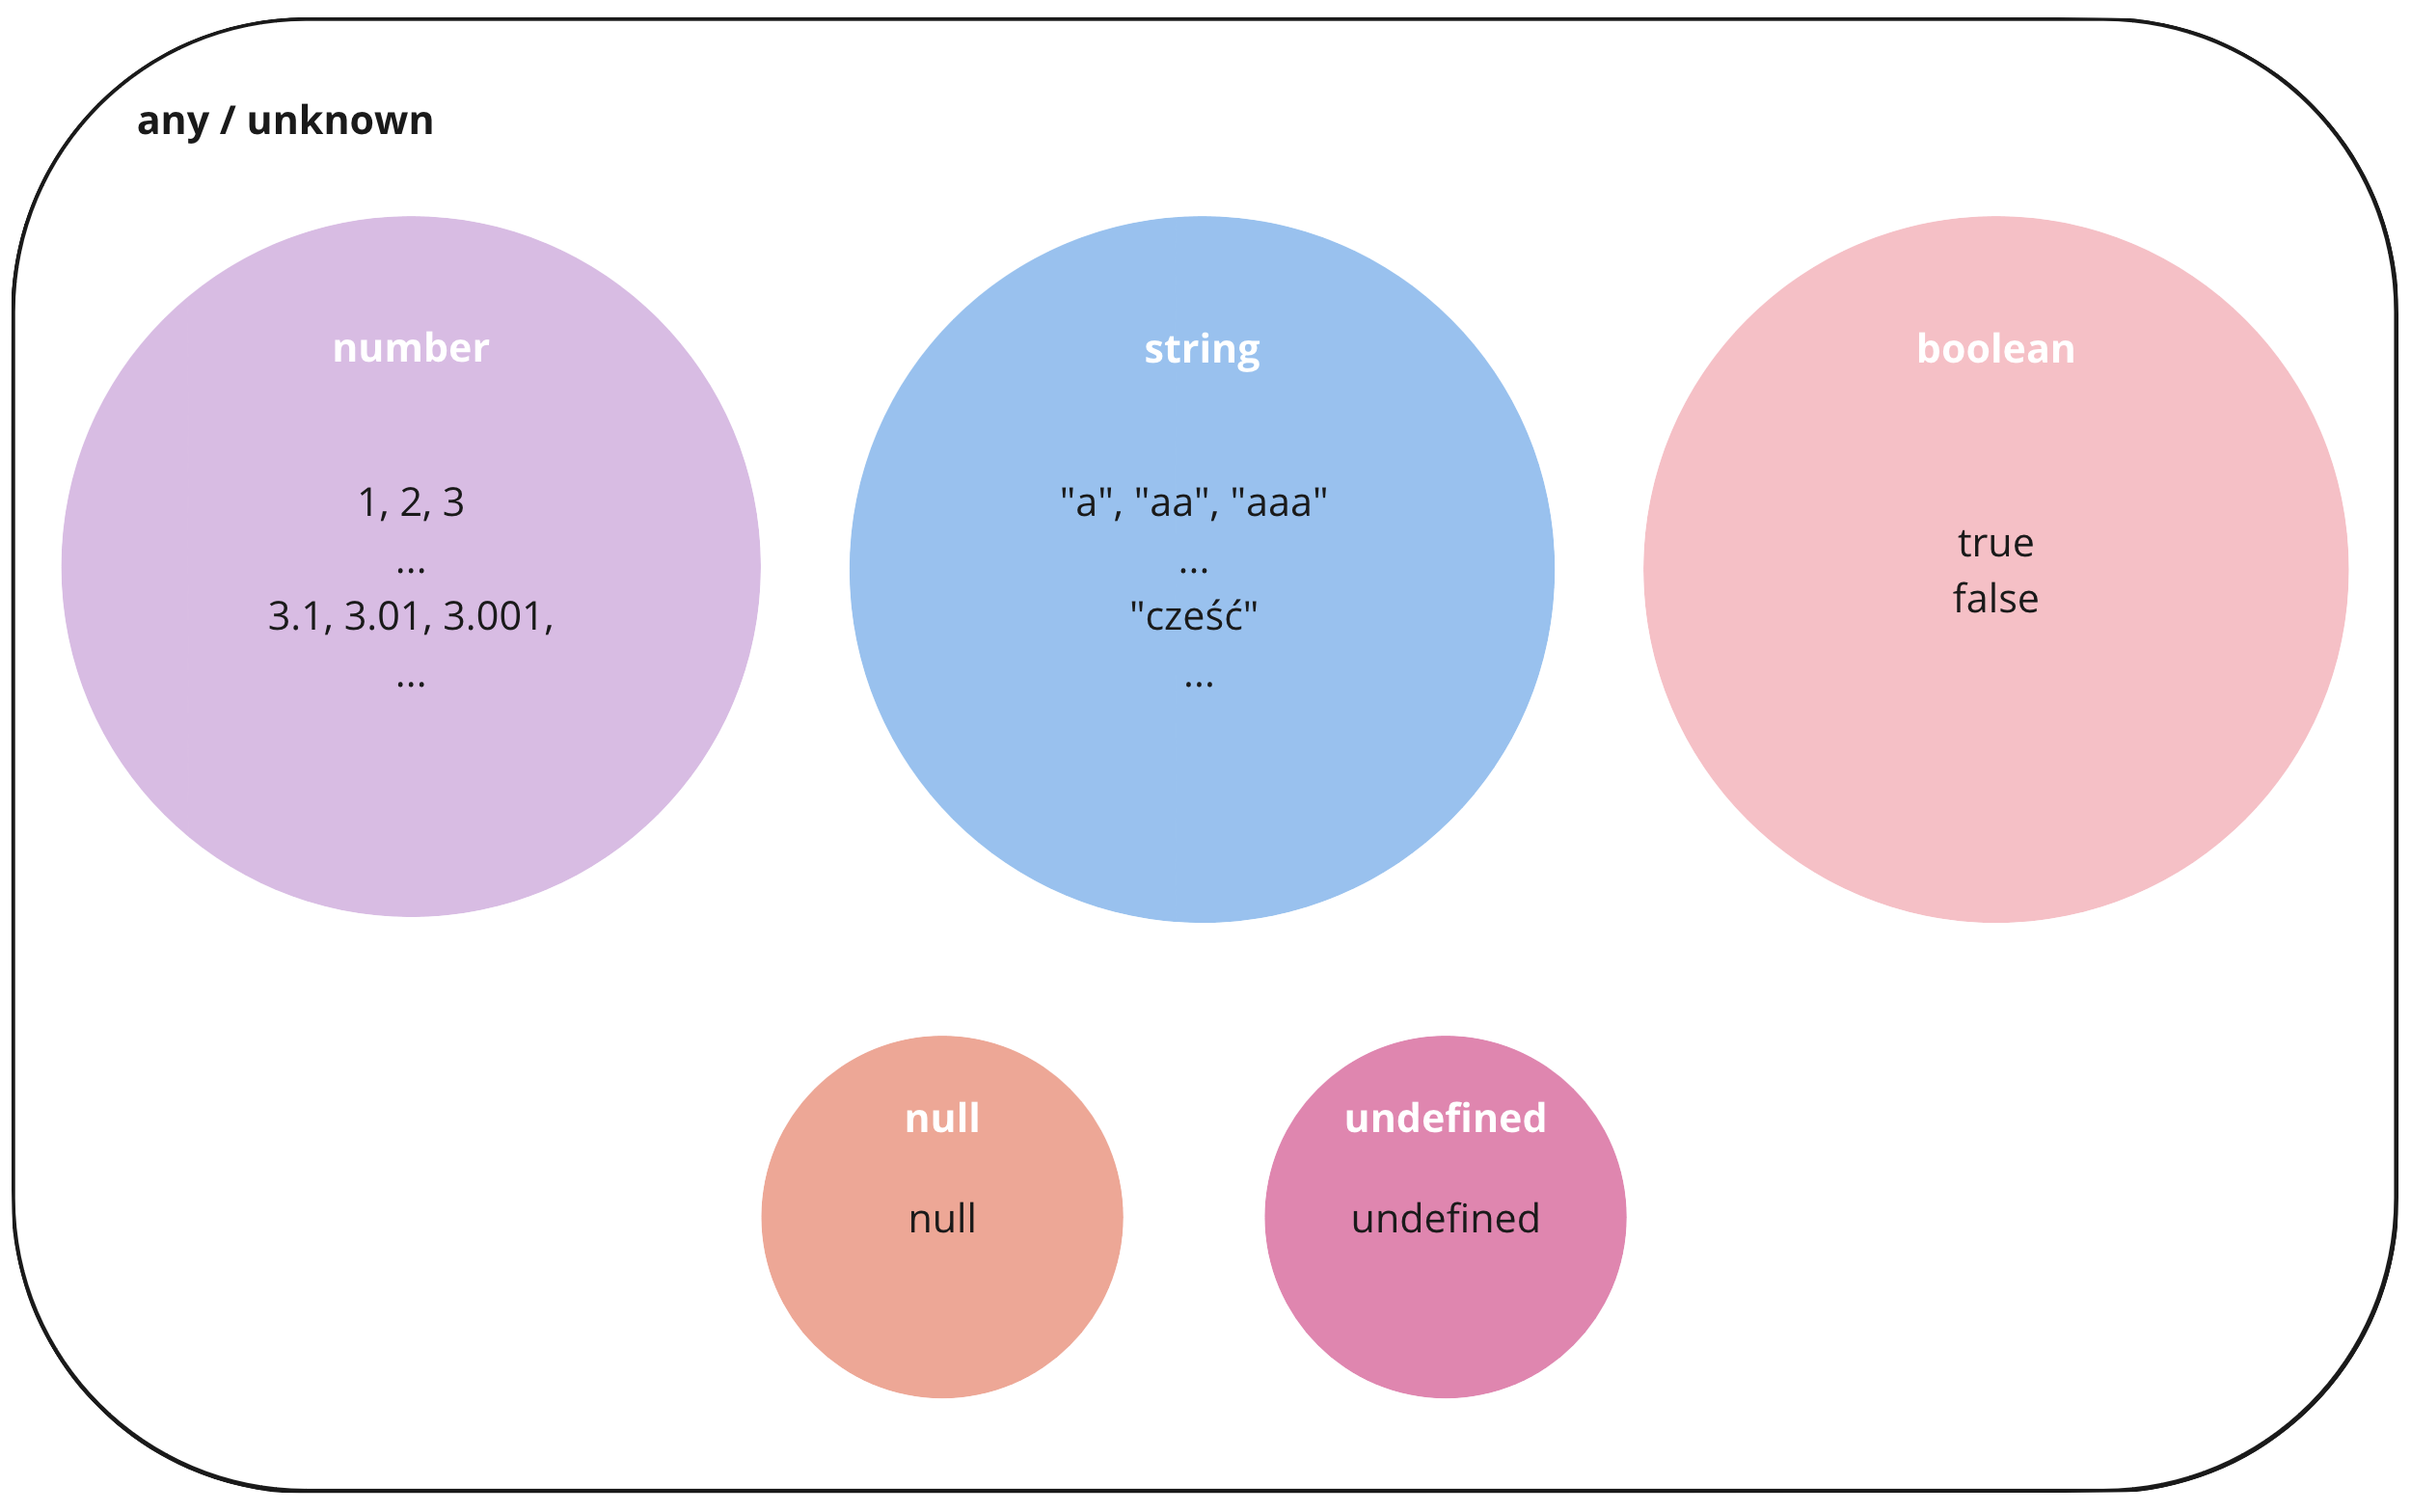 any / unknown
number
1, 2, 3
...
3.1, 3.01, 3.001,
...
string
"a", "aa", "aaa"
...
"cześć"
...
boolean
true
false
null
null
undefined
undefined